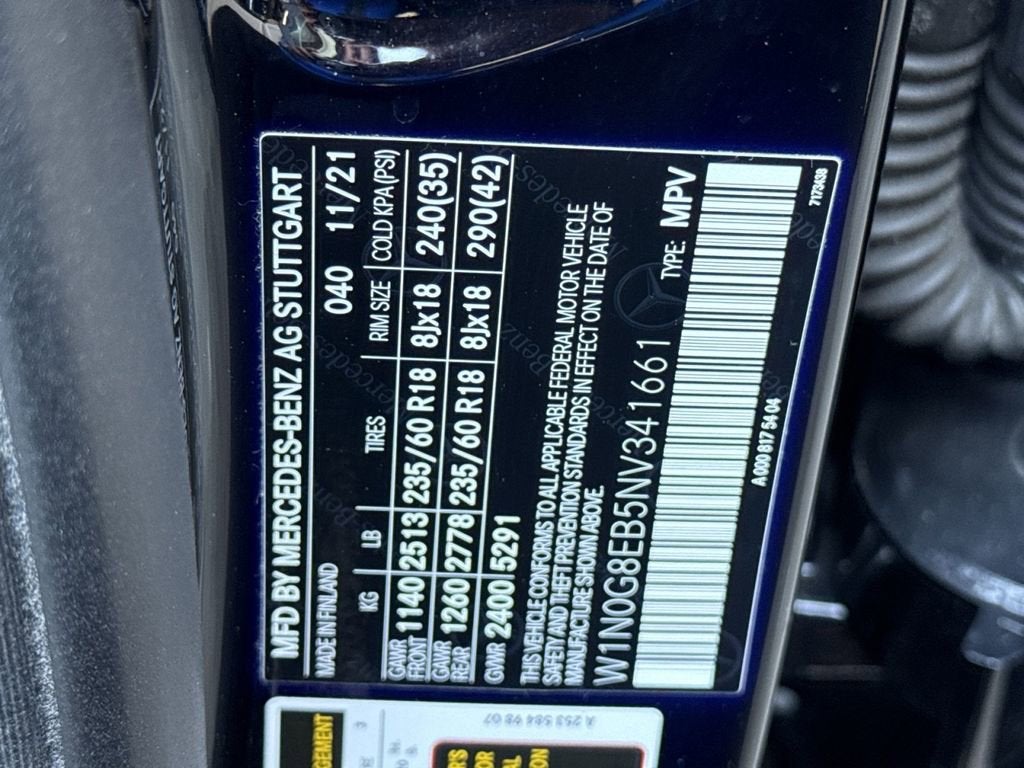 MFD BY MERCEDES-BENZ AG STUTTGART
MADE IN FINLAND 040 11/21
KG LB TIRES RIM SIZE COLD KPA(PSI)
GAWR FRONT 1140 2513 235/60 R18 8Jx18 240(35)
GAWR REAR 1260 2778 235/60 R18 8Jx18 290(42)
GVWR 2400 5291
THIS VEHICLE CONFORMS TO ALL APPLICABLE FEDERAL MOTOR VEHICLE
SAFETY AND THEFT PREVENTION STANDARDS IN EFFECT ON THE DATE OF
MANUFACTURE SHOWN ABOVE.
W1N0G8EB5NV341661 TYPE: MPV
A 000 817 54 04
7173438
A 253 584 98 07